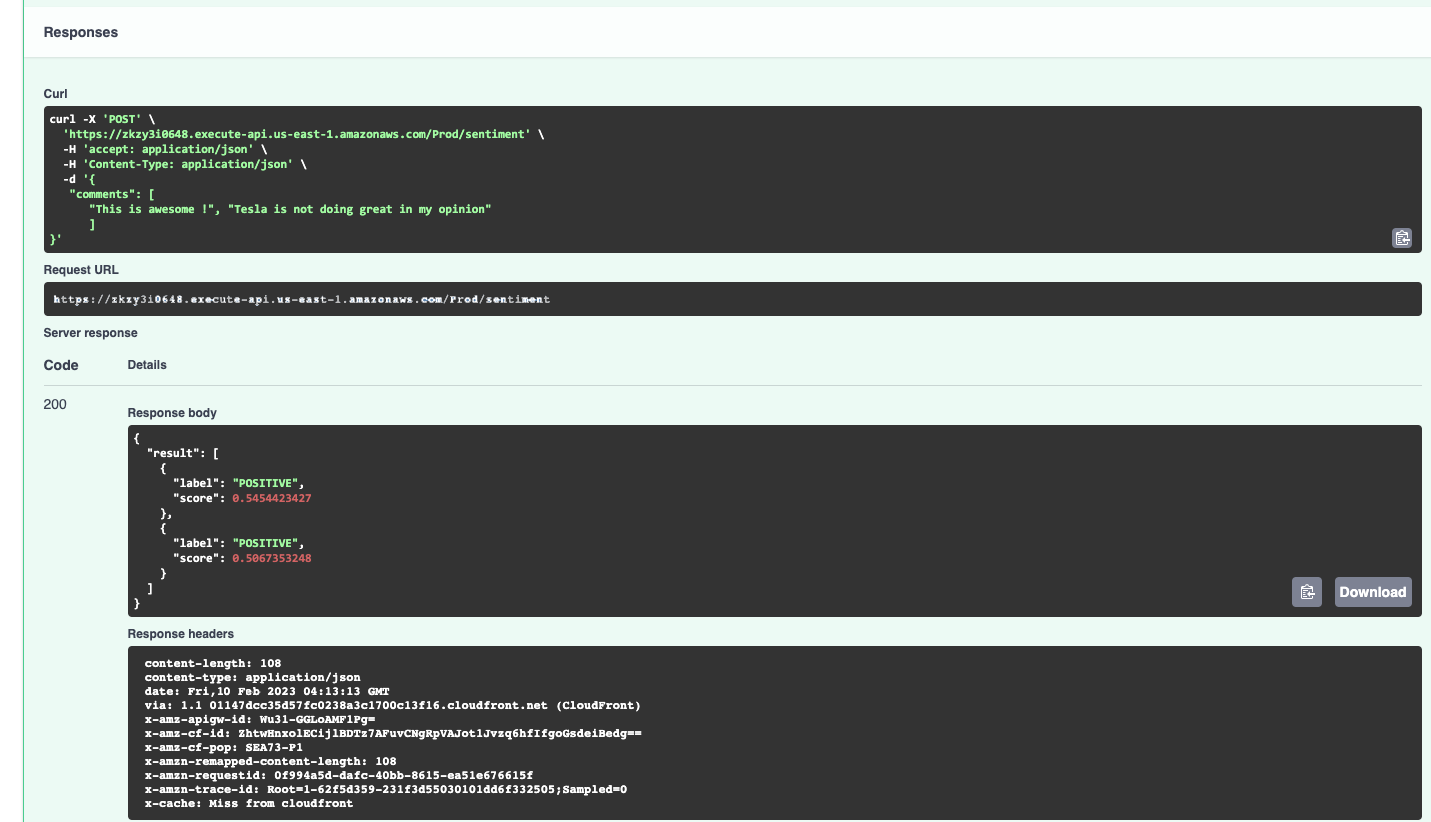 Responses
Curl
curl -X 'POST' \
'https://zkzy3i0648.execute-api.us-east-1.amazonaws.com/Prod/sentiment' \
-H 'accept: application/json' \
-H 'Content-Type: application/json' \
-d '{
"comments": [
"This is awesome !", "Tesla is not doing great in my opinion"
]
}'
Request URL
https://zkzy3i0648.execute-api.us-east-1.amazonaws.com/Prod/sentiment
Server response
Code Details
200
Response body
{
"result": [
{
"label": "POSITIVE",
"score": 0.5454423427
},
{
"label": "POSITIVE",
"score": 0.5067353248
}
]
}
Download
Response headers
content-length: 108
content-type: application/json
date: Fri,10 Feb 2023 04:13:13 GMT
via: 1.1 01147dcc35d57fc0238a3c1700c13f16.cloudfront.net (CloudFront)
x-amz-apigw-id: Wu31-GGLoAMF1Pg=
x-amz-cf-id: ZhtwHnxolECijlBDTz7AFuvCNgRpVAJot1Jvzq6hfIfgoGsdeiBedg==
x-amz-cf-pop: SEA73-P1
x-amzn-remapped-content-length: 108
x-amzn-requestid: 0f994a5d-dafc-40bb-8615-ea51e676615f
x-amzn-trace-id: Root=1-62f5d359-231f3d55030101dd6f332505;Sampled=0
x-cache: Miss from cloudfront